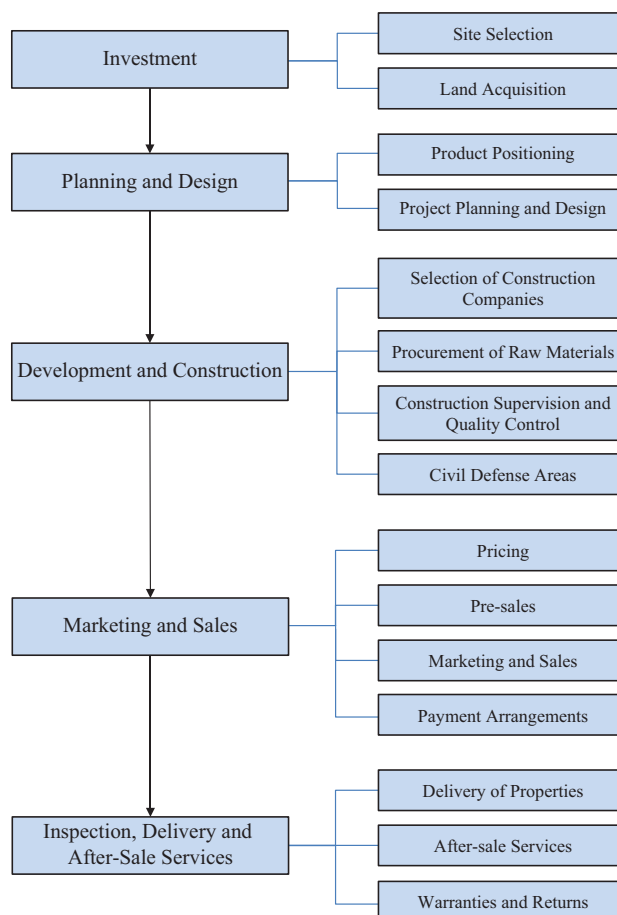 Investment
Site Selection
Land Acquisition
Planning and Design
Product Positioning
Project Planning and Design
Development and Construction
Selection of Construction
Companies
Procurement of Raw Materials
Construction Supervision and
Quality Control
Civil Defense Areas
Marketing and Sales
Pricing
Pre-sales
Marketing and Sales
Payment Arrangements
Inspection, Delivery and
After-Sale Services
Delivery of Properties
After-sale Services
Warranties and Returns